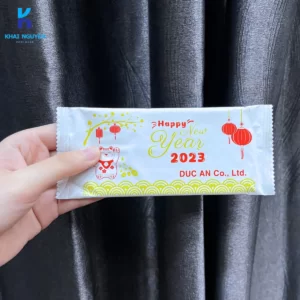 KHAI NGUYEN
Happy
New
Year
2023
DUC AN Co., Ltd.